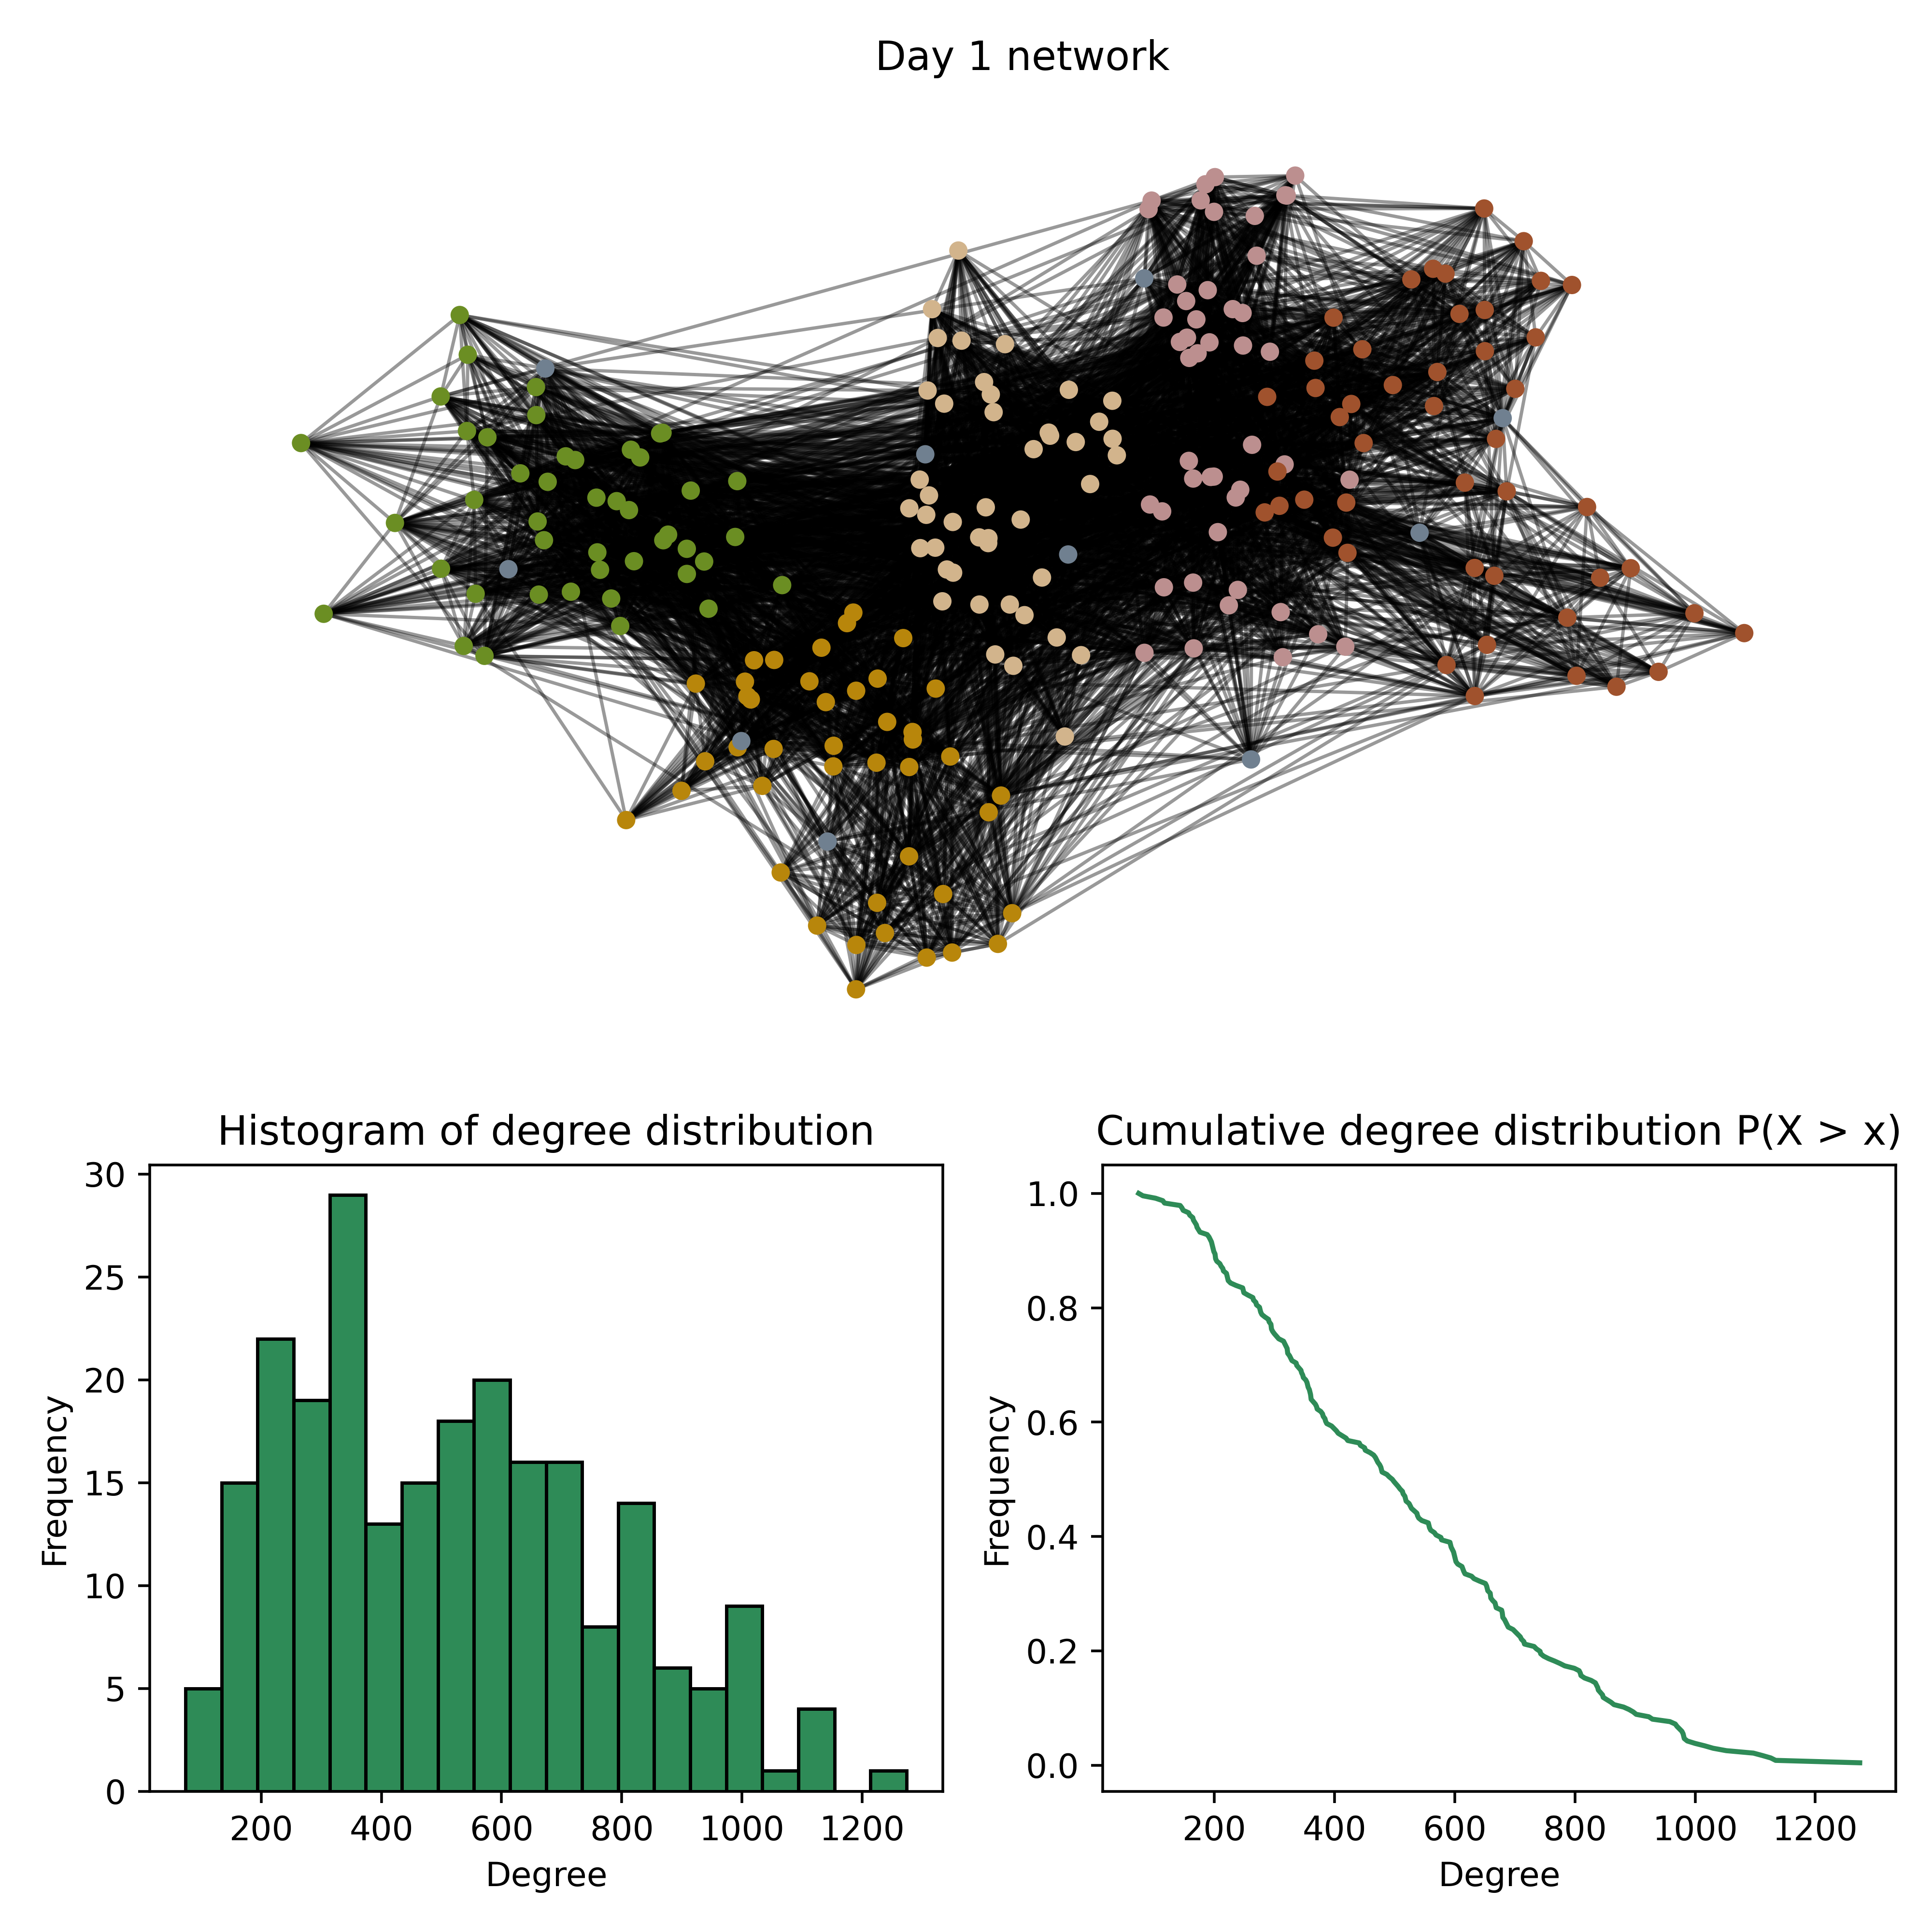 Day 1 network
Histogram of degree distribution
30
25
20
15
10
5
0
Frequency
200 400 600 800 1000 1200
Degree
Cumulative degree distribution P(X > x)
1.0
0.8
0.6
0.4
0.2
0.0
Frequency
200 400 600 800 1000 1200
Degree